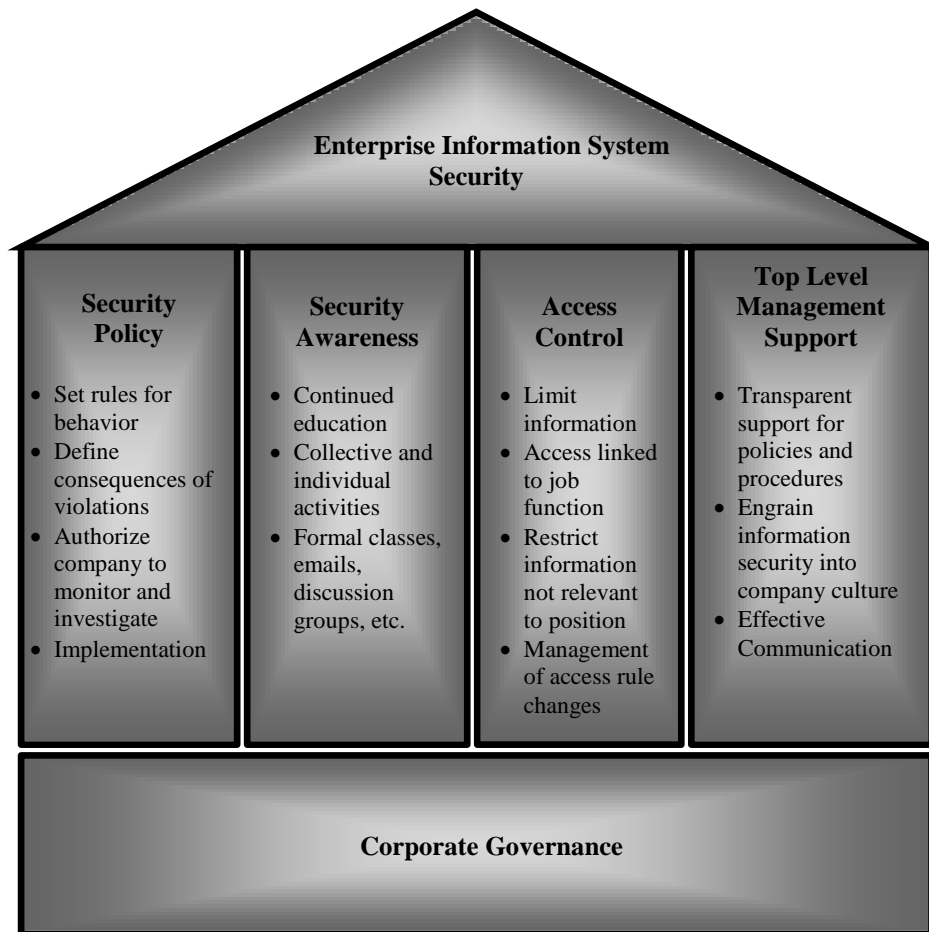 Enterprise Information System
Security
Security
Policy
• Set rules for
behavior
• Define
consequences of
violations
• Authorize
company to
monitor and
investigate
• Implementation
Security
Awareness
• Continued
education
• Collective and
individual
activities
• Formal classes,
emails,
discussion
groups, etc.
Access
Control
• Limit
information
• Access linked
to job
function
• Restrict
information
not relevant
to position
• Management
of access rule
changes
Top Level
Management
Support
• Transparent
support for
policies and
procedures
• Engrain
information
security into
company culture
• Effective
Communication
Corporate Governance